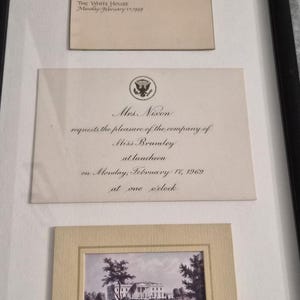 The White House
Monday, February 17, 1969
Mrs. Nixon
requests the pleasure of the company of
Miss Bramley
at luncheon
on Monday, February 17, 1969
at one o'clock